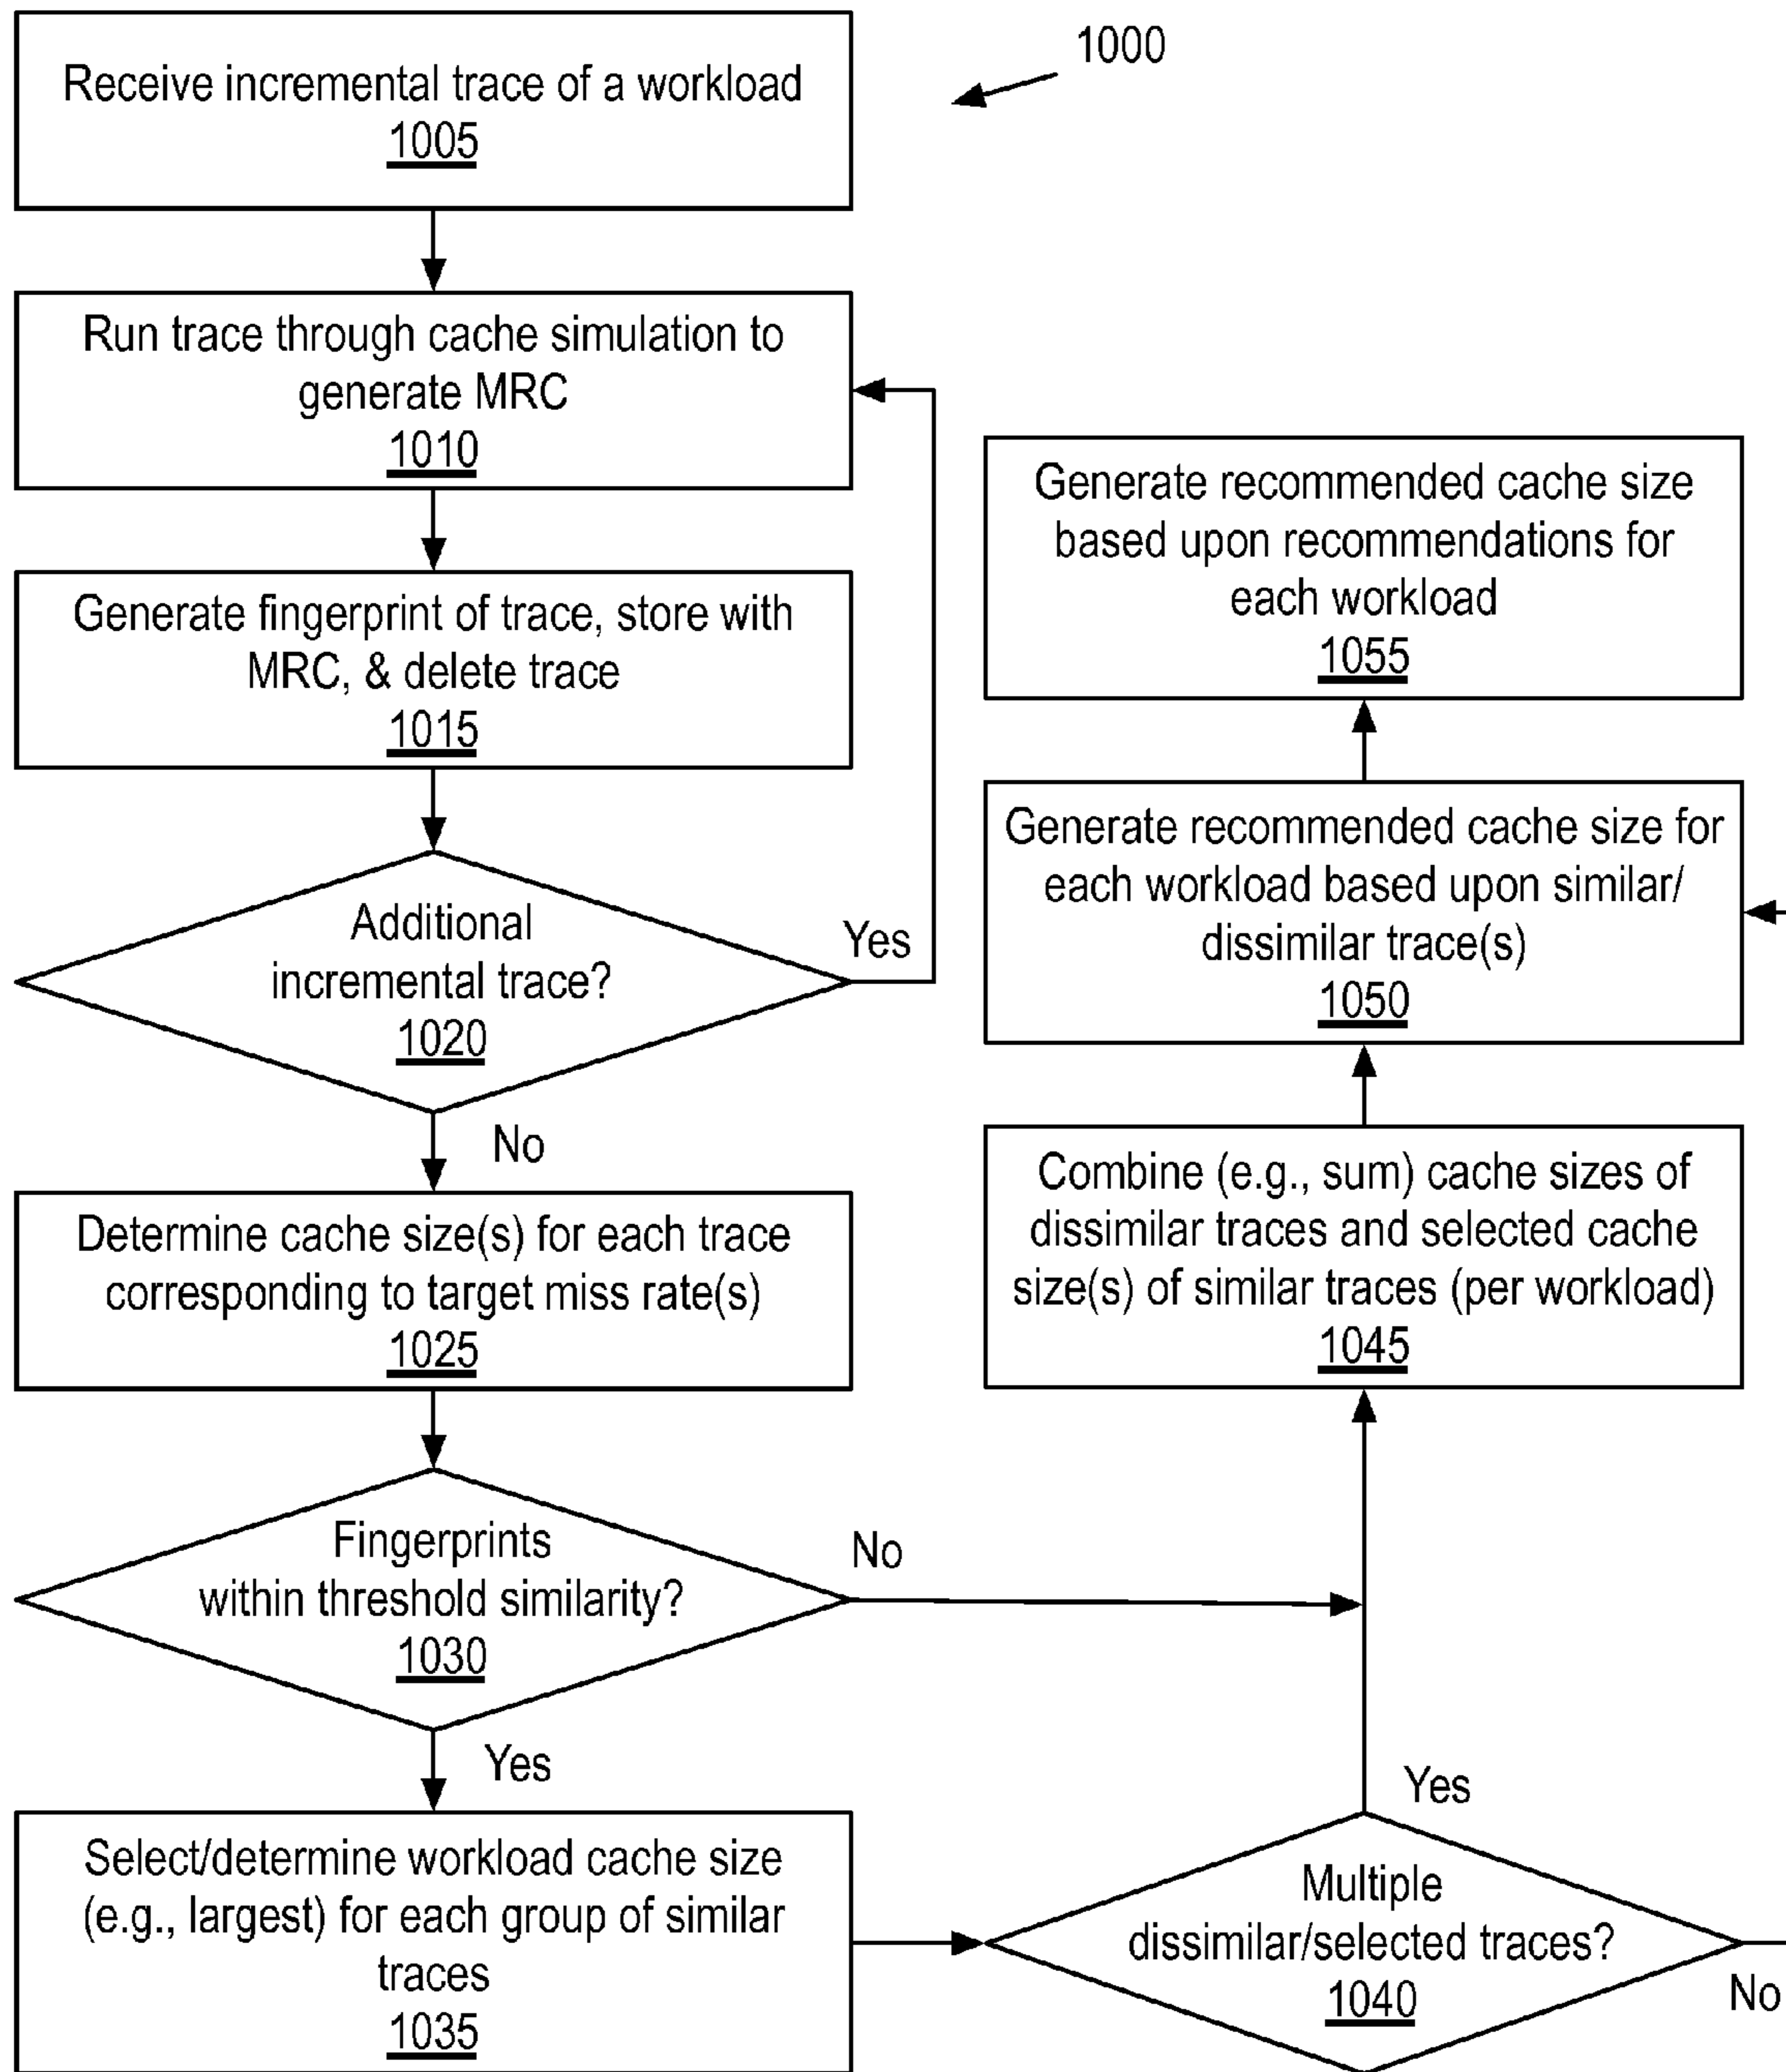 1000
Receive incremental trace of a workload
1005
Run trace through cache simulation to
generate MRC
1010
Generate fingerprint of trace, store with
MRC, & delete trace
1015
Additional
incremental trace?
1020
Yes
No
Determine cache size(s) for each trace
corresponding to target miss rate(s)
1025
Fingerprints
within threshold similarity?
1030
No
Yes
Select/determine workload cache size
(e.g., largest) for each group of similar
traces
1035
Multiple
dissimilar/selected traces?
1040
Yes
No
Combine (e.g., sum) cache sizes of
dissimilar traces and selected cache
size(s) of similar traces (per workload)
1045
Generate recommended cache size for
each workload based upon similar/
dissimilar trace(s)
1050
Generate recommended cache size
based upon recommendations for
each workload
1055